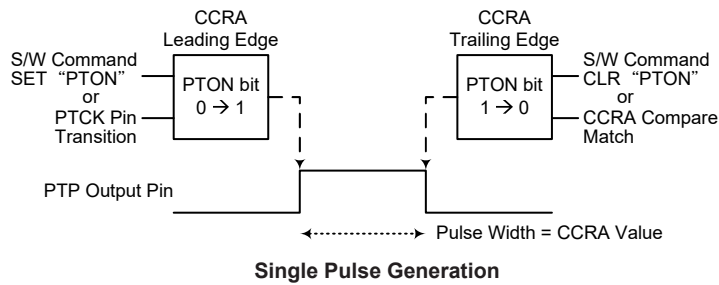 CCRA
Leading Edge
S/W Command
SET “PTON”
or
PTCK Pin
Transition
PTON bit
0 → 1
CCRA
Trailing Edge
PTON bit
1 → 0
S/W Command
CLR “PTON”
or
CCRA Compare
Match
PTP Output Pin
Pulse Width = CCRA Value
Single Pulse Generation